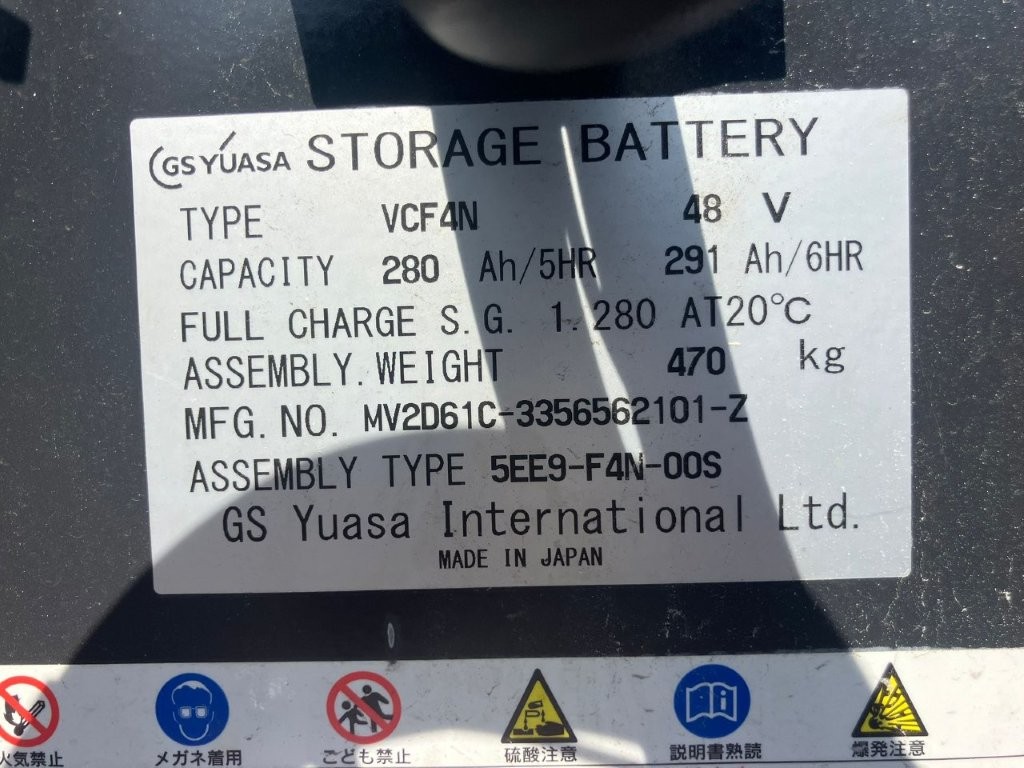 GS YUASA STORAGE BATTERY
TYPE VCF4N 48 V
CAPACITY 280 Ah/5HR 291 Ah/6HR
FULL CHARGE S.G. 1.280 AT20℃
ASSEMBLY.WEIGHT 470 kg
MFG.NO. MV2D61C-3356562101-Z
ASSEMBLY TYPE 5EE9-F4N-00S
GS Yuasa International Ltd.
MADE IN JAPAN
火気禁止 メガネ着用 こども禁止 硫酸注意 説明書熟読 爆発注意